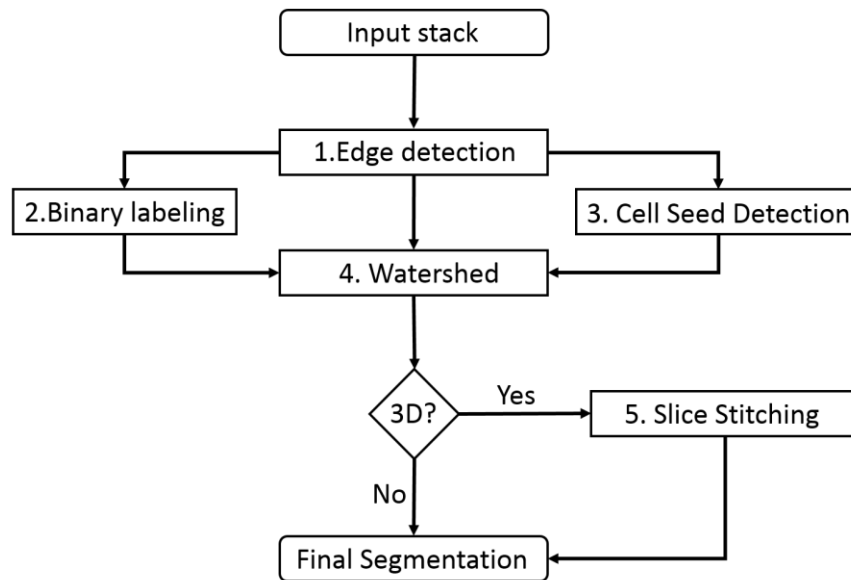 Input stack
1.Edge detection
2.Binary labeling
3. Cell Seed Detection
4. Watershed
3D?
Yes
5. Slice Stitching
No
Final Segmentation